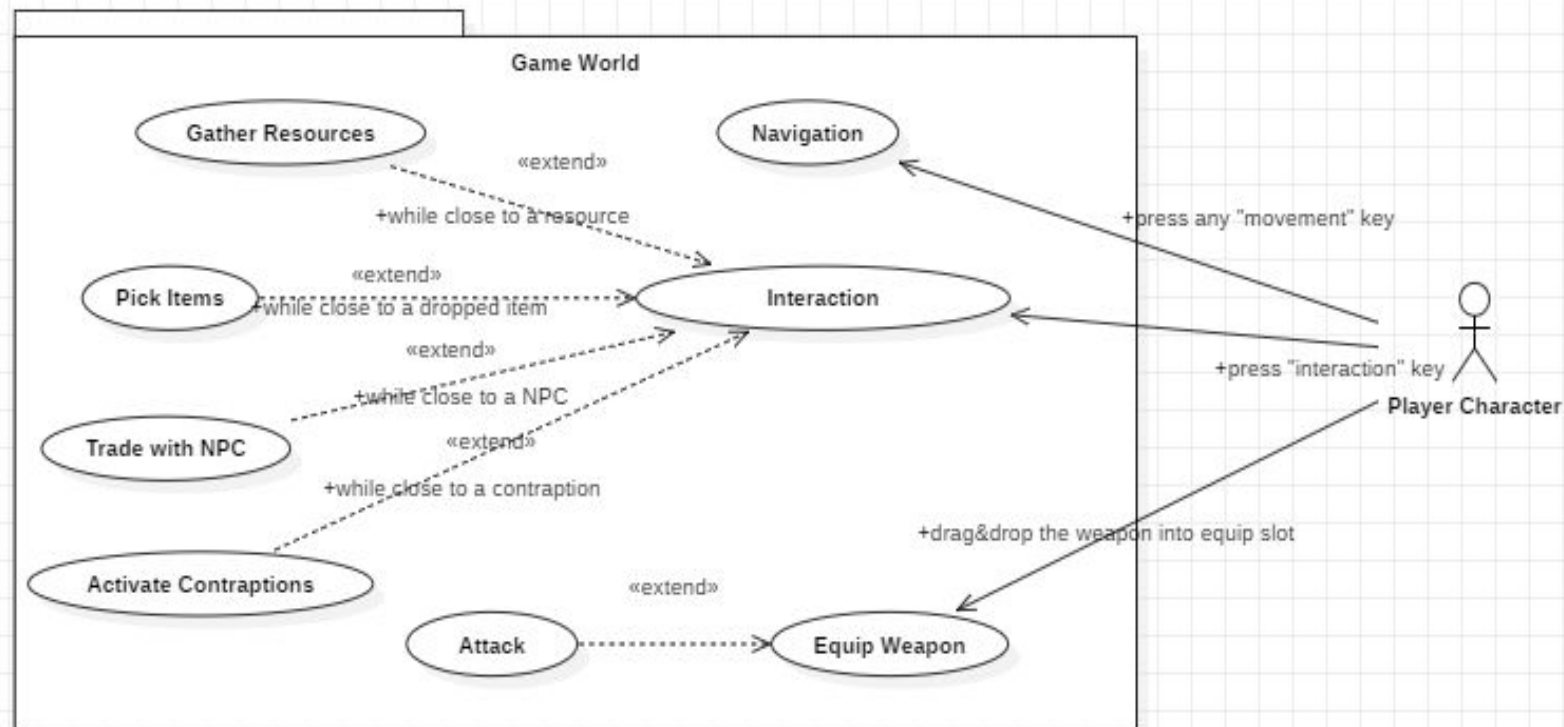 Game World
Gather Resources
Navigation
«extend»
+while close to a resource
+press any "movement" key
«extend»
Pick Items
+while close to a dropped item
Interaction
«extend»
+press "interaction" key
+while close to a NPC
Player Character
Trade with NPC
«extend»
+while close to a contraption
+drag&drop the weapon into equip slot
Activate Contraptions
«extend»
Attack
Equip Weapon